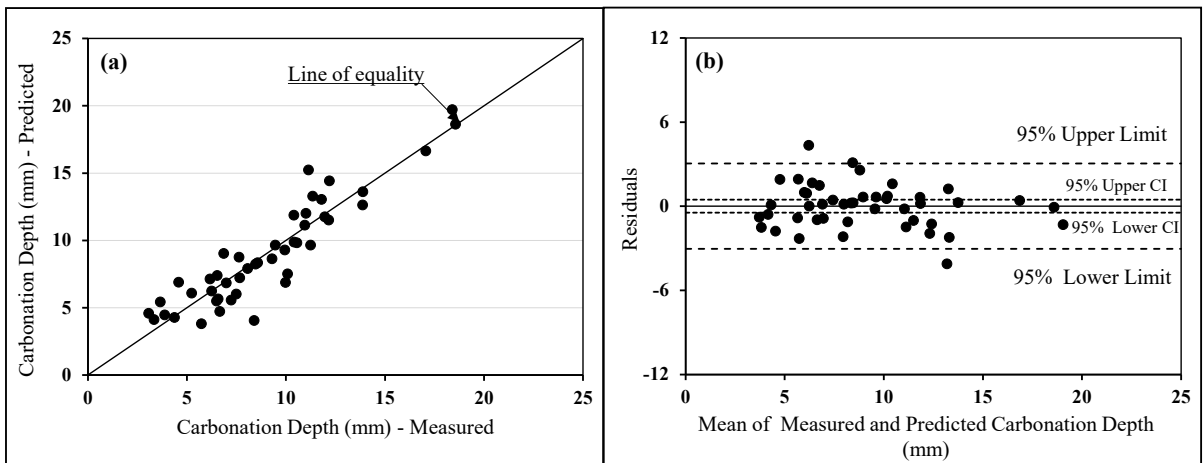 (a)
Line of equality
Carbonation Depth (mm) - Predicted
25
20
15
10
5
0
0 5 10 15 20 25
Carbonation Depth (mm) - Measured
(b)
Residuals
12
6
0
-6
-12
95% Upper Limit
95% Upper CI
95% Lower CI
95% Lower Limit
0 5 10 15 20 25
Mean of Measured and Predicted Carbonation Depth
(mm)